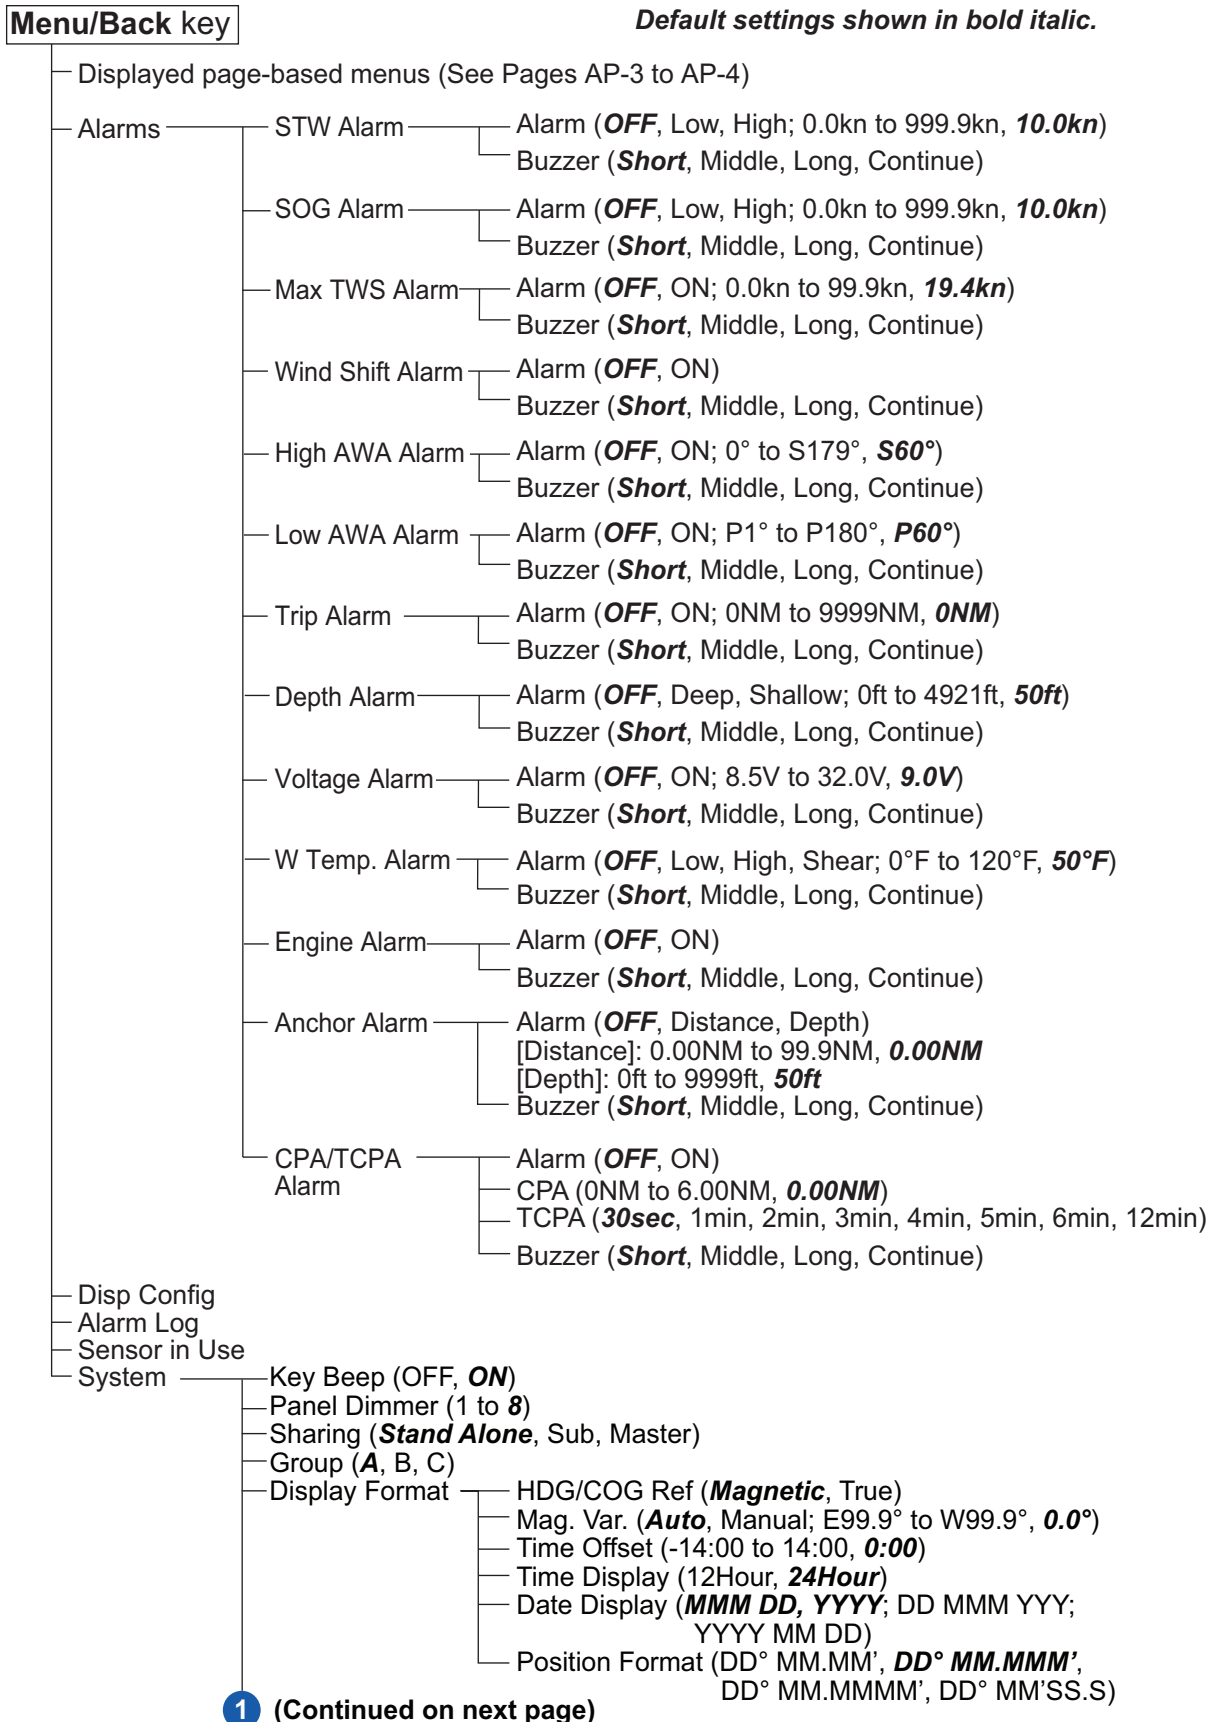 Menu/Back key
Default settings shown in bold italic.
Displayed page-based menus (See Pages AP-3 to AP-4)
Alarms
STW Alarm
Alarm (OFF, Low, High; 0.0kn to 999.9kn, 10.0kn)
Buzzer (Short, Middle, Long, Continue)
SOG Alarm
Alarm (OFF, Low, High; 0.0kn to 999.9kn, 10.0kn)
Buzzer (Short, Middle, Long, Continue)
Max TWS Alarm
Alarm (OFF, ON; 0.0kn to 99.9kn, 19.4kn)
Buzzer (Short, Middle, Long, Continue)
Wind Shift Alarm
Alarm (OFF, ON)
Buzzer (Short, Middle, Long, Continue)
High AWA Alarm
Alarm (OFF, ON; 0° to S179°, S60°)
Buzzer (Short, Middle, Long, Continue)
Low AWA Alarm
Alarm (OFF, ON; P1° to P180°, P60°)
Buzzer (Short, Middle, Long, Continue)
Trip Alarm
Alarm (OFF, ON; 0NM to 9999NM, 0NM)
Buzzer (Short, Middle, Long, Continue)
Depth Alarm
Alarm (OFF, Deep, Shallow; 0ft to 4921ft, 50ft)
Buzzer (Short, Middle, Long, Continue)
Voltage Alarm
Alarm (OFF, ON; 8.5V to 32.0V, 9.0V)
Buzzer (Short, Middle, Long, Continue)
W Temp. Alarm
Alarm (OFF, Low, High, Shear; 0°F to 120°F, 50°F)
Buzzer (Short, Middle, Long, Continue)
Engine Alarm
Alarm (OFF, ON)
Buzzer (Short, Middle, Long, Continue)
Anchor Alarm
Alarm (OFF, Distance, Depth)
[Distance]: 0.00NM to 99.9NM, 0.00NM
[Depth]: 0ft to 9999ft, 50ft
Buzzer (Short, Middle, Long, Continue)
CPA/TCPA
Alarm
Alarm (OFF, ON)
CPA (0NM to 6.00NM, 0.00NM)
TCPA (30sec, 1min, 2min, 3min, 4min, 5min, 6min, 12min)
Buzzer (Short, Middle, Long, Continue)
Disp Config
Alarm Log
Sensor in Use
System
Key Beep (OFF, ON)
Panel Dimmer (1 to 8)
Sharing (Stand Alone, Sub, Master)
Group (A, B, C)
Display Format
HDG/COG Ref (Magnetic, True)
Mag. Var. (Auto, Manual; E99.9° to W99.9°, 0.0°)
Time Offset (-14:00 to 14:00, 0:00)
Time Display (12Hour, 24Hour)
Date Display (MMM DD, YYYY; DD MMM YYY;
YYYY MM DD)
Position Format (DD° MM.MM’, DD° MM.MMM’,
DD° MM.MMMM’, DD° MM’SS.S)
1 (Continued on next page)